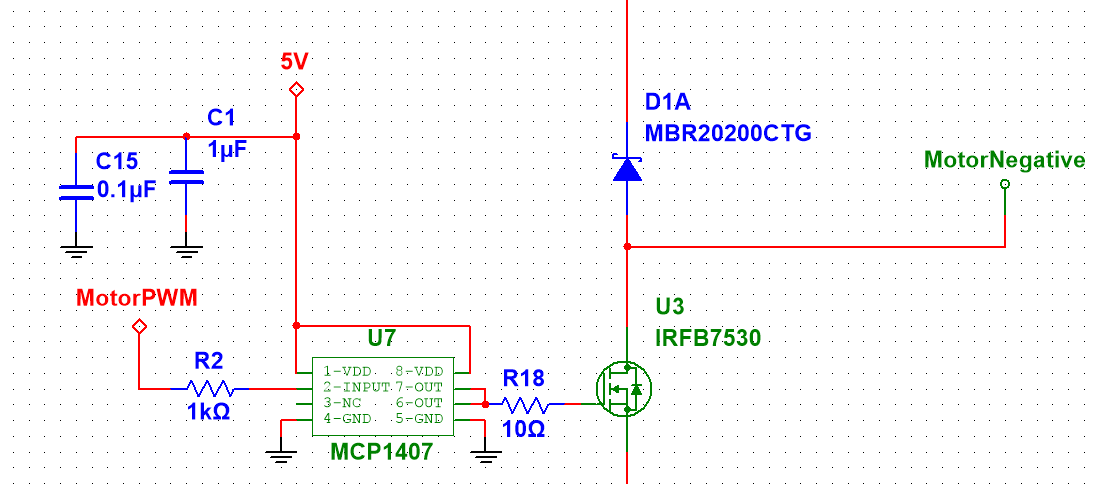 5V
C1
1µF
C15
0.1µF
D1A
MBR20200CTG
MotorNegative
MotorPWM
R2
1kΩ
U7
1-VDD 8-VDD
2-INPUT 7-OUT
3-NC 6-OUT
4-GND 5-GND
MCP1407
R18
10Ω
U3
IRFB7530